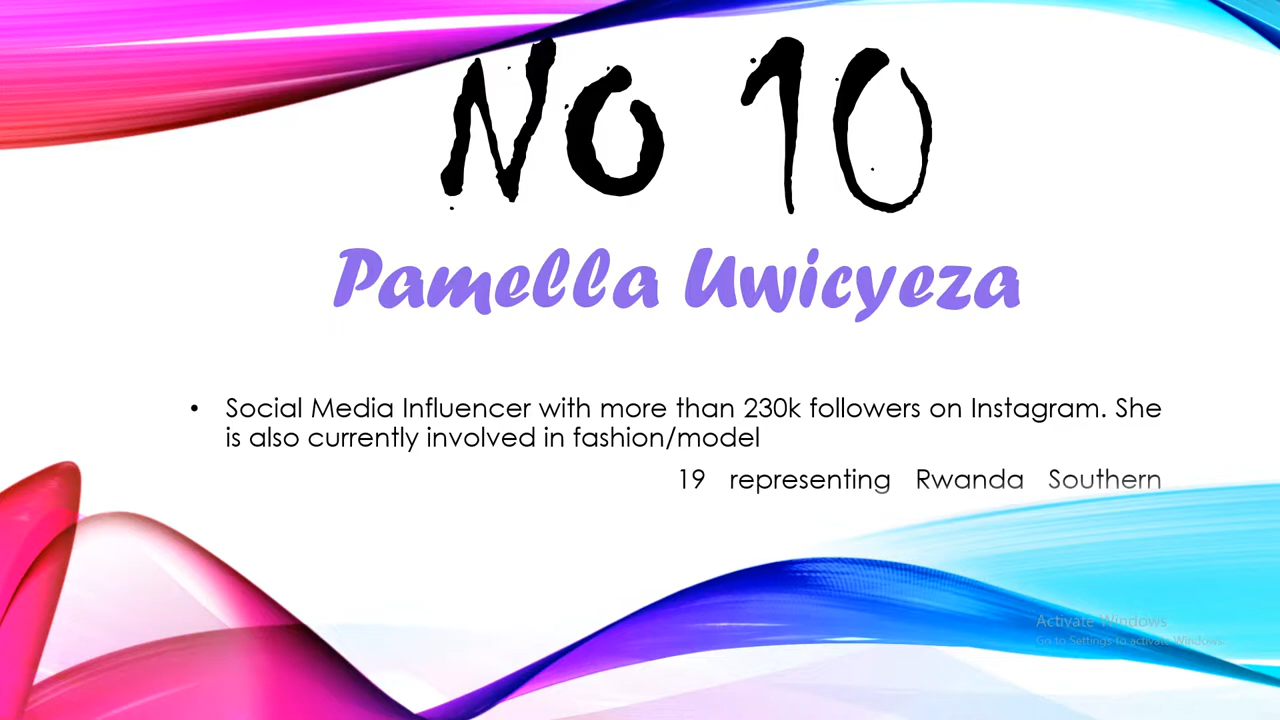 No 10
Pamella Uwicyeza
• Social Media Influencer with more than 230k followers on Instagram. She
is also currently involved in fashion/model
19 representing Rwanda Southern
Activate Windows
Go to Settings to activate Windows.